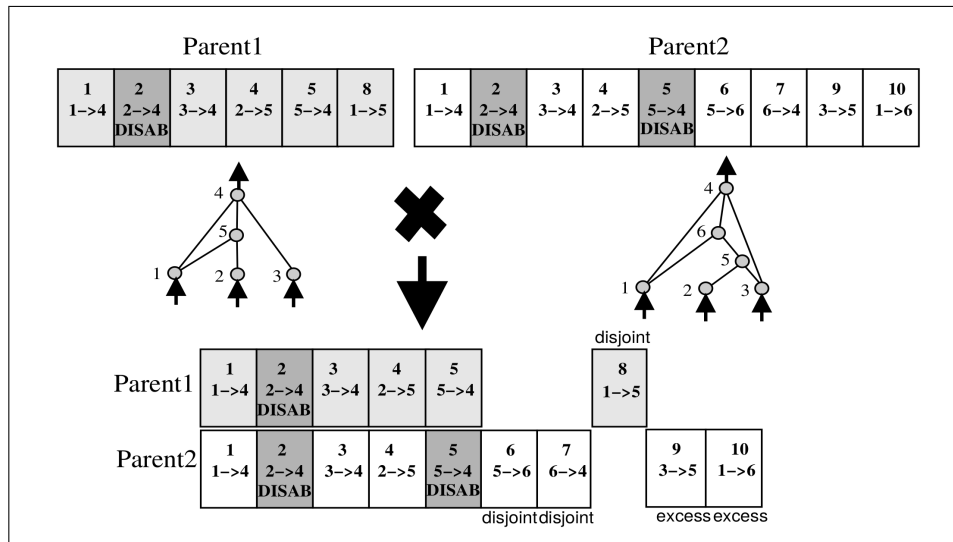 Parent1 Parent2
1 2 3 4 5 8 1 2 3 4 5 6 7 9 10
1->4 2->4 3->4 2->5 5->4 1->5 1->4 2->4 3->4 2->5 5->4 5->6 6->4 3->5 1->6
DISAB DISAB DISAB
4 4
5 6
5
1 2 3 1 2 3
disjoint
Parent1 1 2 3 4 5 8
1->4 2->4 3->4 2->5 5->4 1->5
DISAB
Parent2 1 2 3 4 5 6 7 9 10
1->4 2->4 3->4 2->5 5->4 5->6 6->4 3->5 1->6
DISAB DISAB
disjoint disjoint excess excess